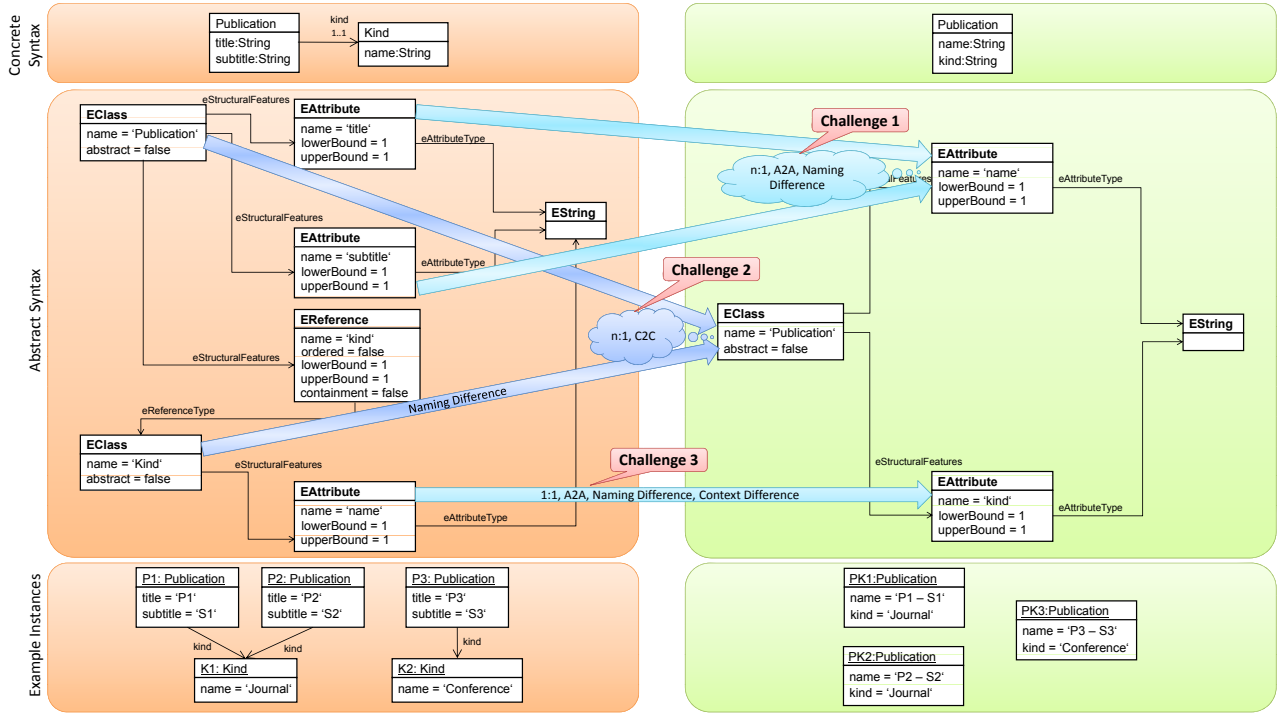 Concrete
Syntax
Publication
title:String
subtitle:String
kind
1..1
Kind
name:String
Publication
name:String
kind:String
Abstract Syntax
EClass
name = ‘Publication‘
abstract = false
eStructuralFeatures
EAttribute
name = ‘title‘
lowerBound = 1
upperBound = 1
eAttributeType
eStructuralFeatures
EAttribute
name = ‘subtitle‘
lowerBound = 1
upperBound = 1
eAttributeType
EString
EReference
name = ‘kind‘
ordered = false
lowerBound = 1
upperBound = 1
containment = false
eStructuralFeatures
eReferenceType
EClass
name = ‘Kind‘
abstract = false
eStructuralFeatures
EAttribute
name = ‘name‘
lowerBound = 1
upperBound = 1
eAttributeType
Challenge 1
n:1, A2A, Naming
Difference
Challenge 2
n:1, C2C
Naming Difference
Challenge 3
1:1, A2A, Naming Difference, Context Difference
EAttribute
name = ‘name‘
lowerBound = 1
upperBound = 1
eAttributeType
EClass
name = ‘Publication‘
abstract = false
EString
eStructuralFeatures
EAttribute
name = ‘kind‘
lowerBound = 1
upperBound = 1
eAttributeType
Example Instances
P1: Publication
title = ‘P1‘
subtitle = ‘S1‘
P2: Publication
title = ‘P2‘
subtitle = ‘S2‘
P3: Publication
title = ‘P3‘
subtitle = ‘S3‘
kind
kind
kind
K1: Kind
name = ‘Journal‘
K2: Kind
name = ‘Conference‘
PK1:Publication
name = ‘P1 – S1‘
kind = ‘Journal‘
PK2:Publication
name = ‘P2 – S2‘
kind = ‘Journal‘
PK3:Publication
name = ‘P3 – S3‘
kind = ‘Conference‘